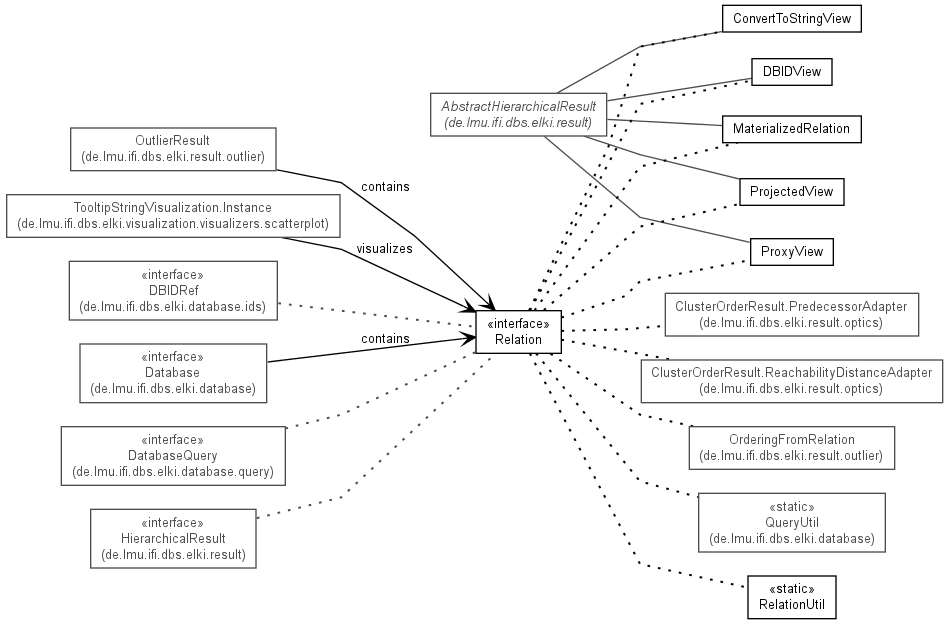 ConvertToStringView
DBIDView
AbstractHierarchicalResult
(de.lmu.ifi.dbs.elki.result)
MaterializedRelation
OutlierResult
(de.lmu.ifi.dbs.elki.result.outlier)
contains
ProjectedView
TooltipStringVisualization.Instance
(de.lmu.ifi.dbs.elki.visualization.visualizers.scatterplot)
visualizes
ProxyView
«interface»
DBIDRef
(de.lmu.ifi.dbs.elki.database.ids)
ClusterOrderResult.PredecessorAdapter
(de.lmu.ifi.dbs.elki.result.optics)
«interface»
Relation
contains
«interface»
Database
(de.lmu.ifi.dbs.elki.database)
ClusterOrderResult.ReachabilityDistanceAdapter
(de.lmu.ifi.dbs.elki.result.optics)
«interface»
DatabaseQuery
(de.lmu.ifi.dbs.elki.database.query)
OrderingFromRelation
(de.lmu.ifi.dbs.elki.result.outlier)
«static»
QueryUtil
(de.lmu.ifi.dbs.elki.database)
«interface»
HierarchicalResult
(de.lmu.ifi.dbs.elki.result)
«static»
RelationUtil